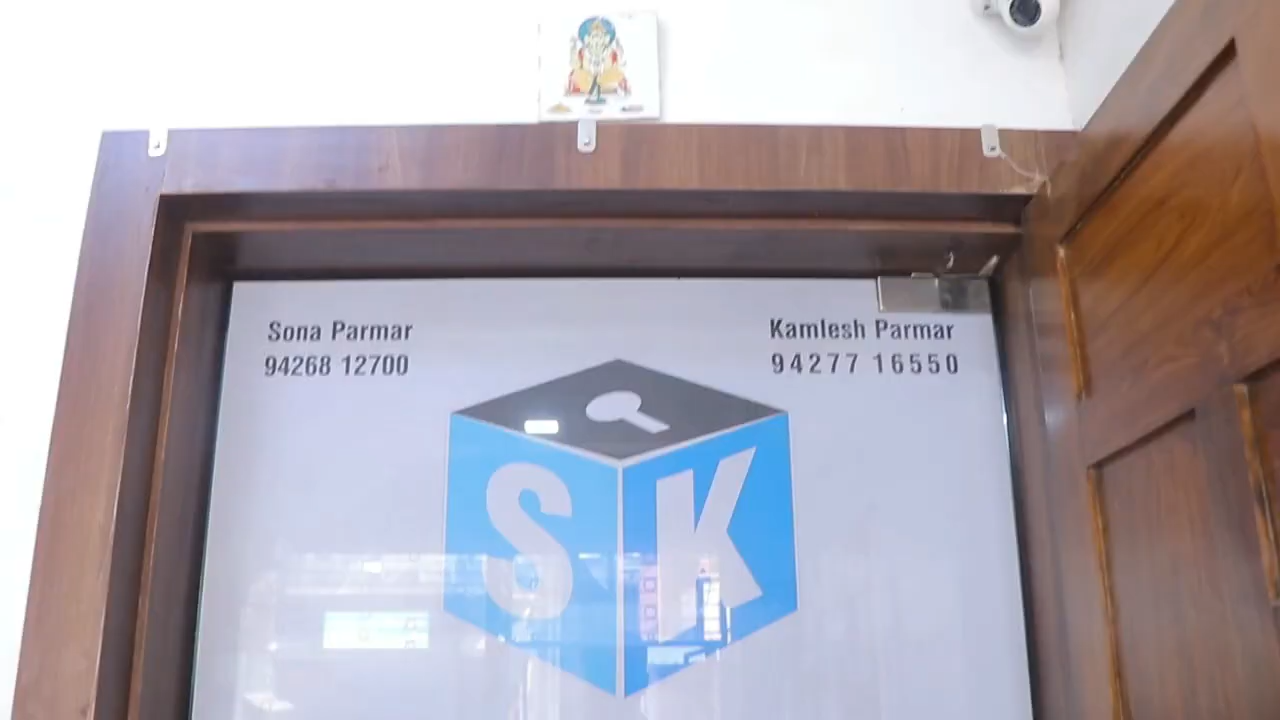 Sona Parmar
94268 12700
Kamlesh Parmar
94277 16550
SK